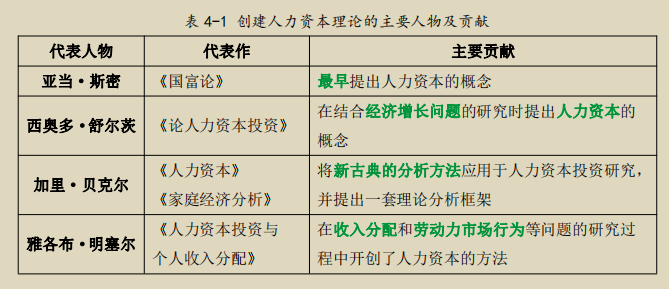 表 4-1 创建人力资本理论的主要人物及贡献
代表人物 代表作 主要贡献
亚当·斯密 《国富论》 最早提出人力资本的概念
西奥多·舒尔茨 《论人力资本投资》 在结合经济增长问题的研究时提出人力资本的
概念
加里·贝克尔 《人力资本》 将新古典的分析方法应用于人力资本投资研究，
《家庭经济分析》 并提出一套理论分析框架
雅各布·明塞尔 《人力资本投资与 在收入分配和劳动力市场行为等问题的研究过
个人收入分配》 程中开创了人力资本的方法